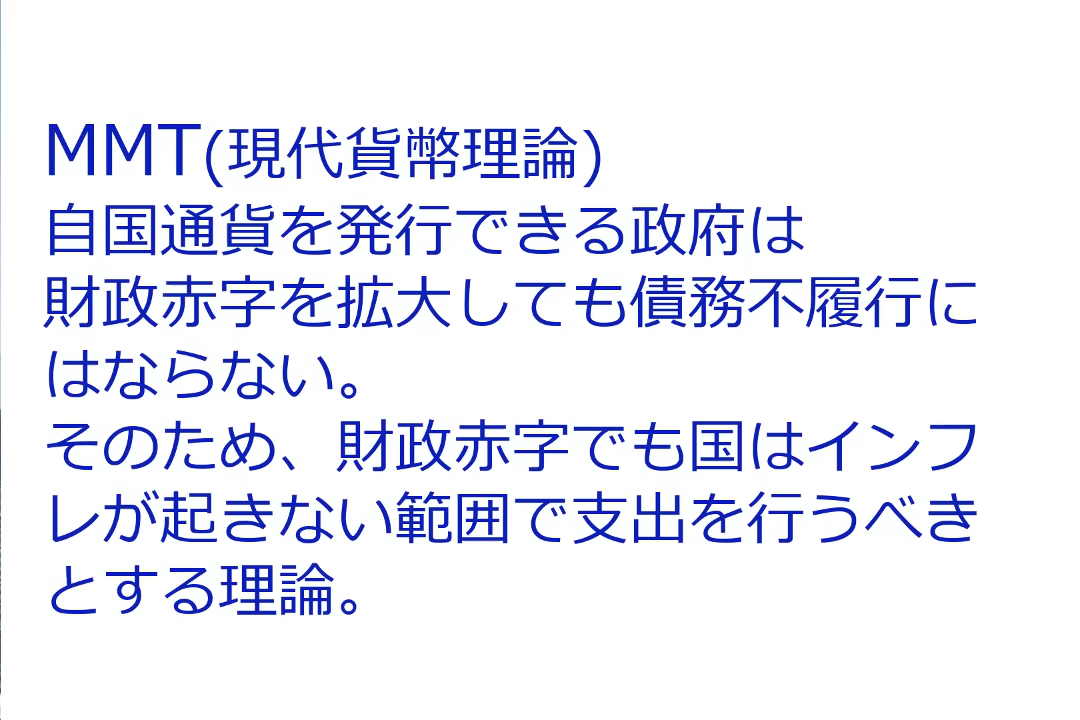 MMT(現代貨幣理論)
自国通貨を発行できる政府は
財政赤字を拡大しても債務不履行に
はならない。
そのため、財政赤字でも国はインフ
レが起きない範囲で支出を行うべき
とする理論。